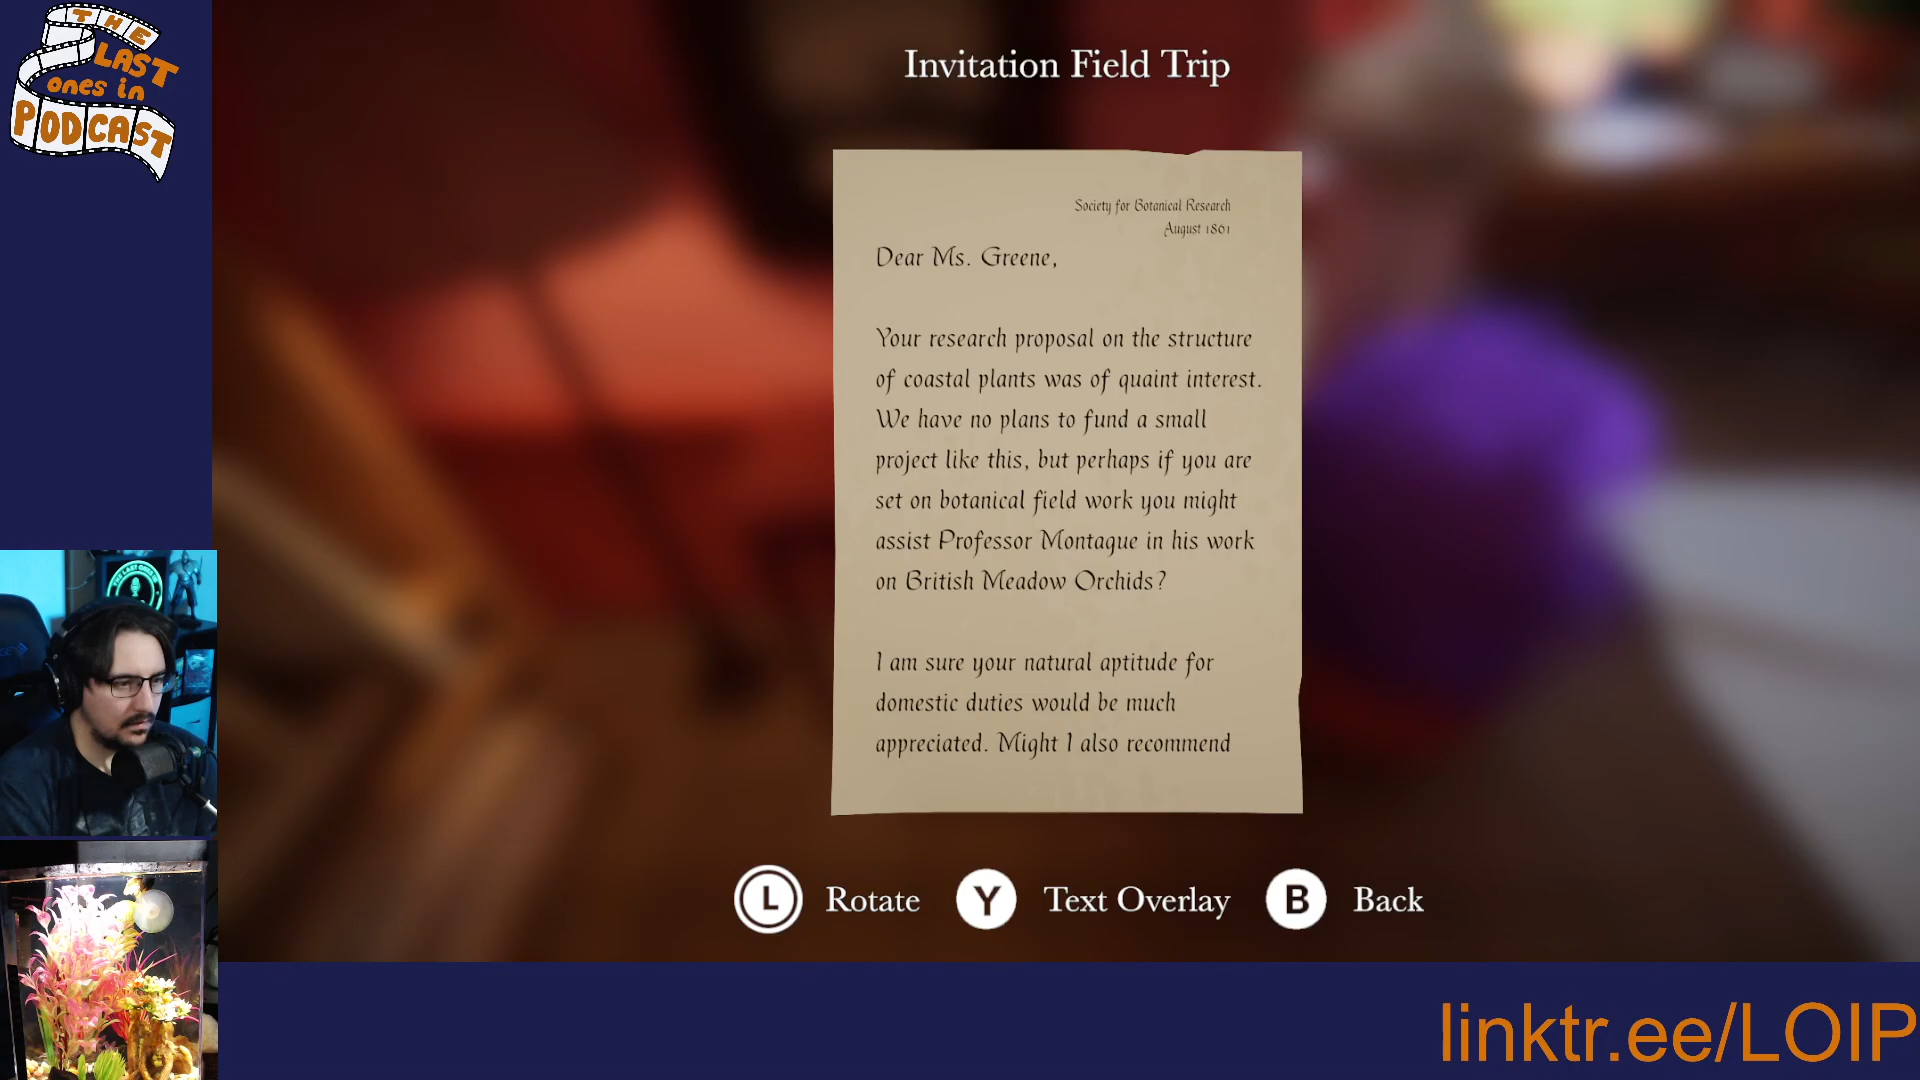 THE
LAST
ones in
PODCAST
Invitation Field Trip
Society for Botanical Research
August 1801
Dear Ms. Greene,
Your research proposal on the structure
of coastal plants was of quaint interest.
We have no plans to fund a small
project like this, but perhaps if you are
set on botanical field work you might
assist Professor Montague in his work
on British Meadow Orchids?
I am sure your natural aptitude for
domestic duties would be much
appreciated. Might I also recommend
L Rotate Y Text Overlay B Back
linktr.ee/LOIP